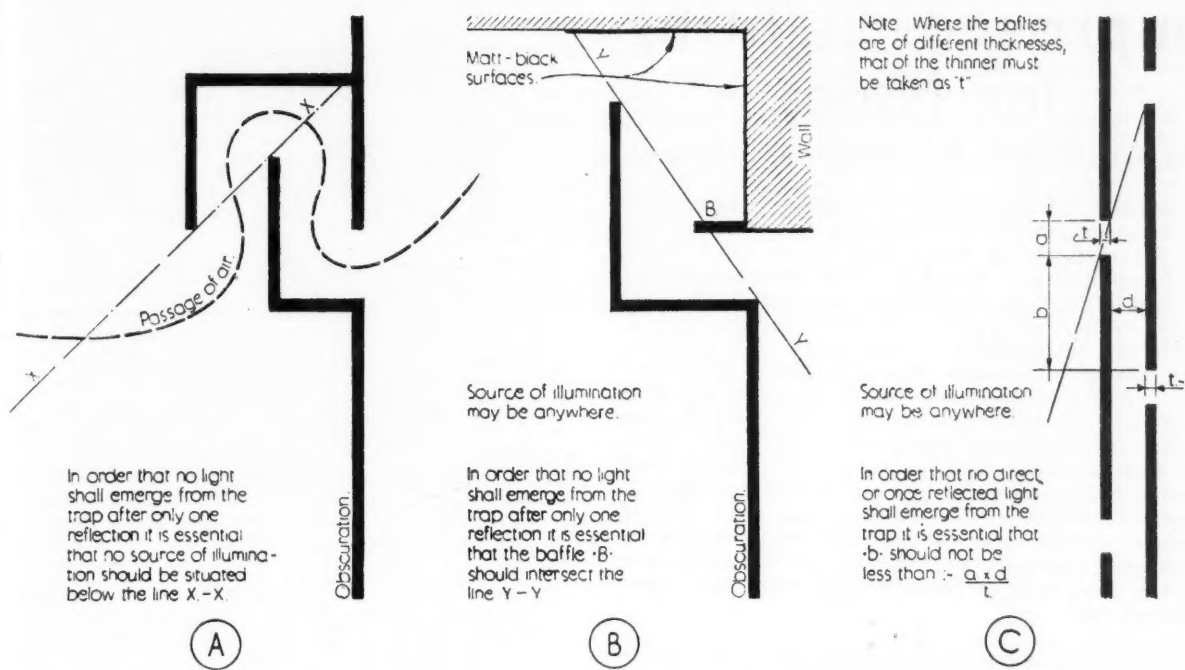 X.
X.
Passage of air.
In order that no light
shall emerge from the
trap after only one
reflection it is essential
that no source of illumina-
tion should be situated
below the line X.-X.
Obscuration.
A
Matt-black
surfaces.
Y
Wall
B.
Y
Source of illumination
may be anywhere.
In order that no light
shall emerge from the
trap after only one
reflection it is essential
that the baffle ·B·
should intersect the
line Y-Y
Obscuration.
B
Note Where the baffles
are of different thicknesses,
that of the thinner must
be taken as "t"
a
t
b
d
t.
Source of illumination
may be anywhere.
In order that no direct
or once reflected light
shall emerge from the
trap it is essential that
·b· should not be
less than :- a x d
t.
C